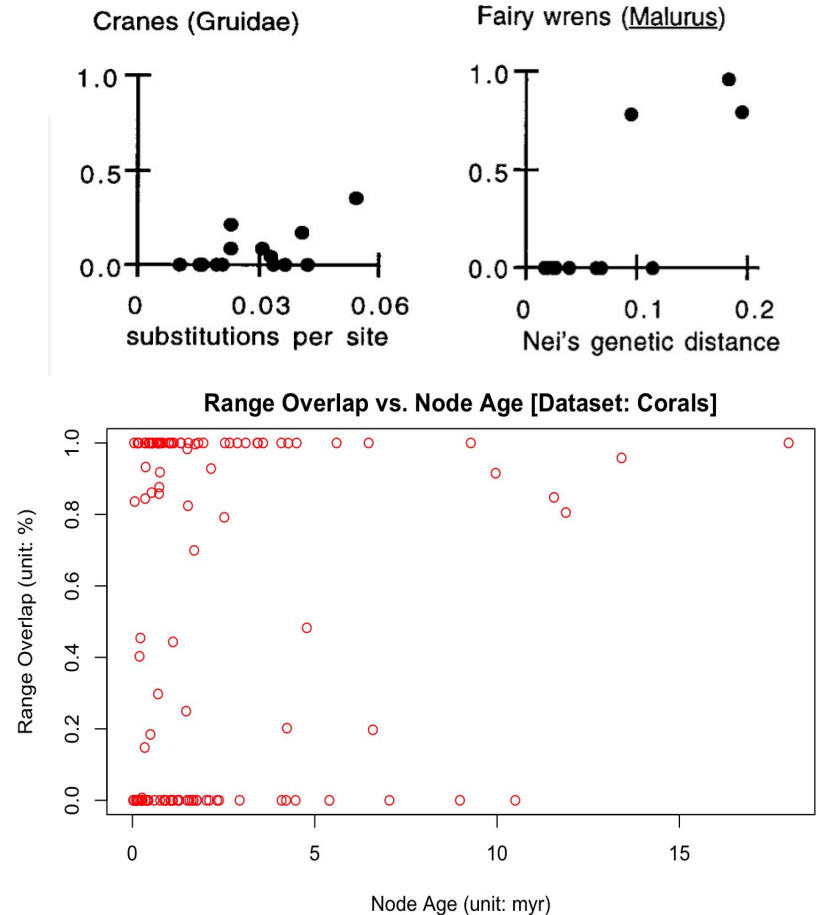 Cranes (Gruidae)
1.0
0.5
0.0
0 0.03 0.06
substitutions per site
Fairy wrens (Malurus)
1.0
0.5
0.0
0 0.1 0.2
Nei's genetic distance
Range Overlap vs. Node Age [Dataset: Corals]
Range Overlap (unit: %)
1.0
0.8
0.6
0.4
0.2
0.0
0 5 10 15
Node Age (unit: myr)